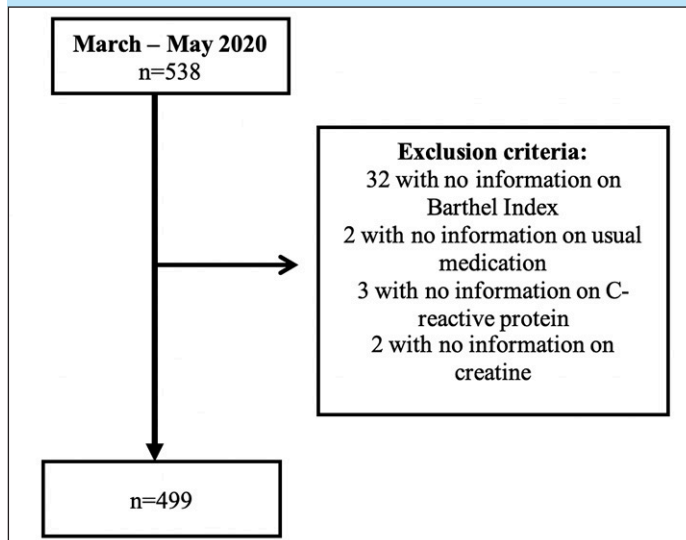 March – May 2020
n=538
Exclusion criteria:
32 with no information on
Barthel Index
2 with no information on usual
medication
3 with no information on C-
reactive protein
2 with no information on
creatine
n=499